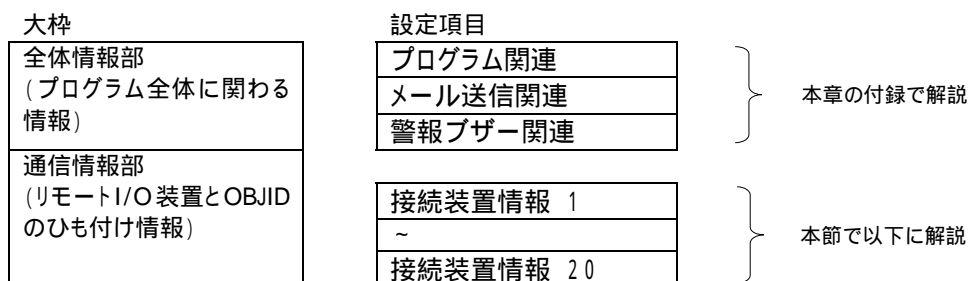 大枠
設定項目
全体情報部
(プログラム全体に関わる
情報)
プログラム関連
メール送信関連
警報ブザー関連
本章の付録で解説
通信情報部
(リモートI/O装置とOBJID
のひも付け情報)
接続装置情報 1
~
接続装置情報 20
本節で以下に解説